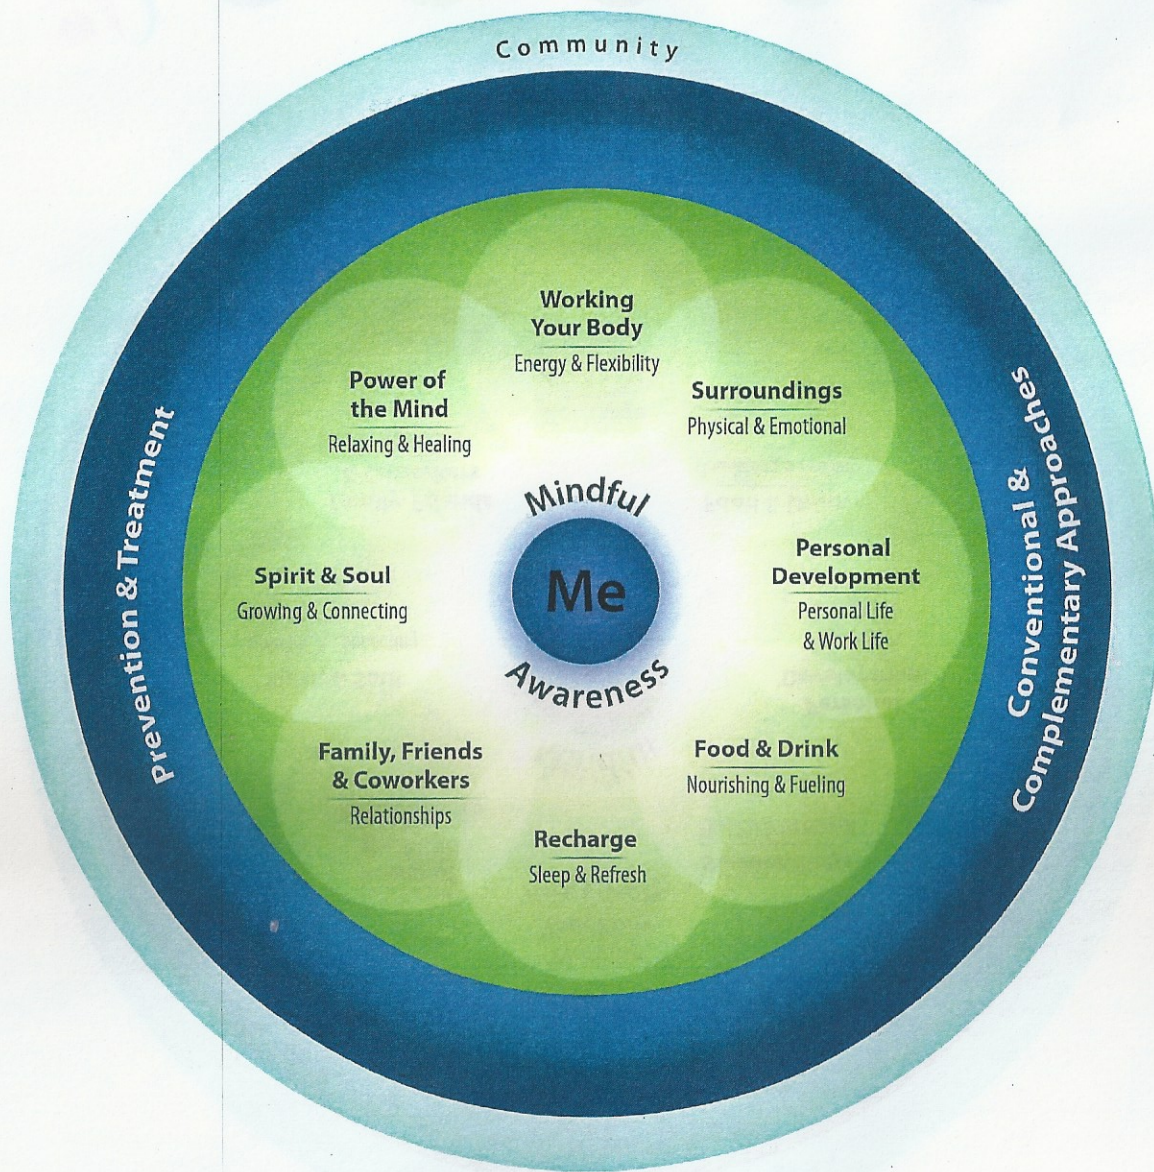 Community
Working
Your Body
Energy & Flexibility
Surroundings
Physical & Emotional
Personal
Development
Personal Life
& Work Life
Food & Drink
Nourishing & Fueling
Recharge
Sleep & Refresh
Family, Friends
& Coworkers
Relationships
Spirit & Soul
Growing & Connecting
Power of
the Mind
Relaxing & Healing
Mindful
Me
Awareness
Prevention & Treatment
Conventional &
Complementary Approaches